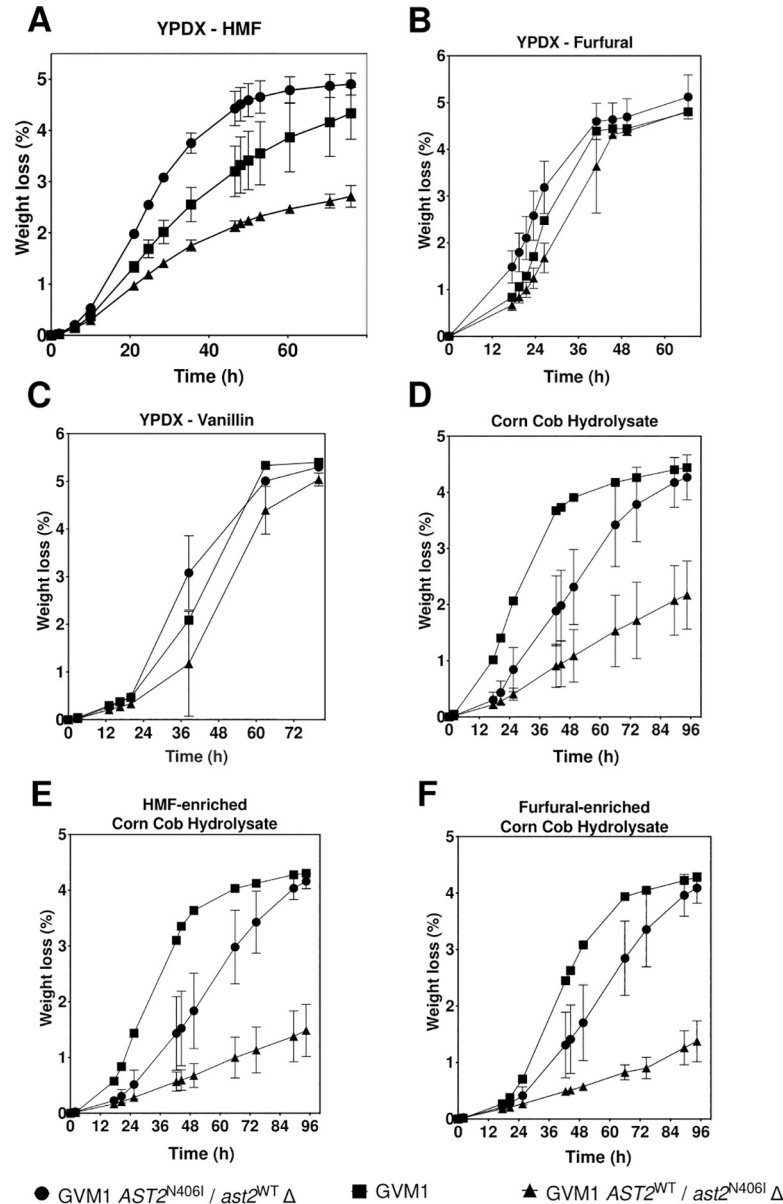 A
YPDX - HMF
Weight loss (%)
5
4
3
2
1
0
0 20 40 60
Time (h)
B
YPDX - Furfural
Weight loss (%)
6
5
4
3
2
1
0
0 12 24 36 48 60
Time (h)
C
YPDX - Vanillin
Weight loss (%)
6
5
4
3
2
1
0
0 12 24 36 48 60 72
Time (h)
D
Corn Cob Hydrolysate
Weight loss (%)
5
4
3
2
1
0
0 12 24 36 48 60 72 84 96
Time (h)
E
HMF-enriched
Corn Cob Hydrolysate
Weight loss (%)
5
4
3
2
1
0
0 12 24 36 48 60 72 84 96
Time (h)
F
Furfural-enriched
Corn Cob Hydrolysate
Weight loss (%)
5
4
3
2
1
0
0 12 24 36 48 60 72 84 96
Time (h)
GVM1 AST2N406I / ast2WT Δ GVM1 GVM1 AST2WT / ast2N406I Δ